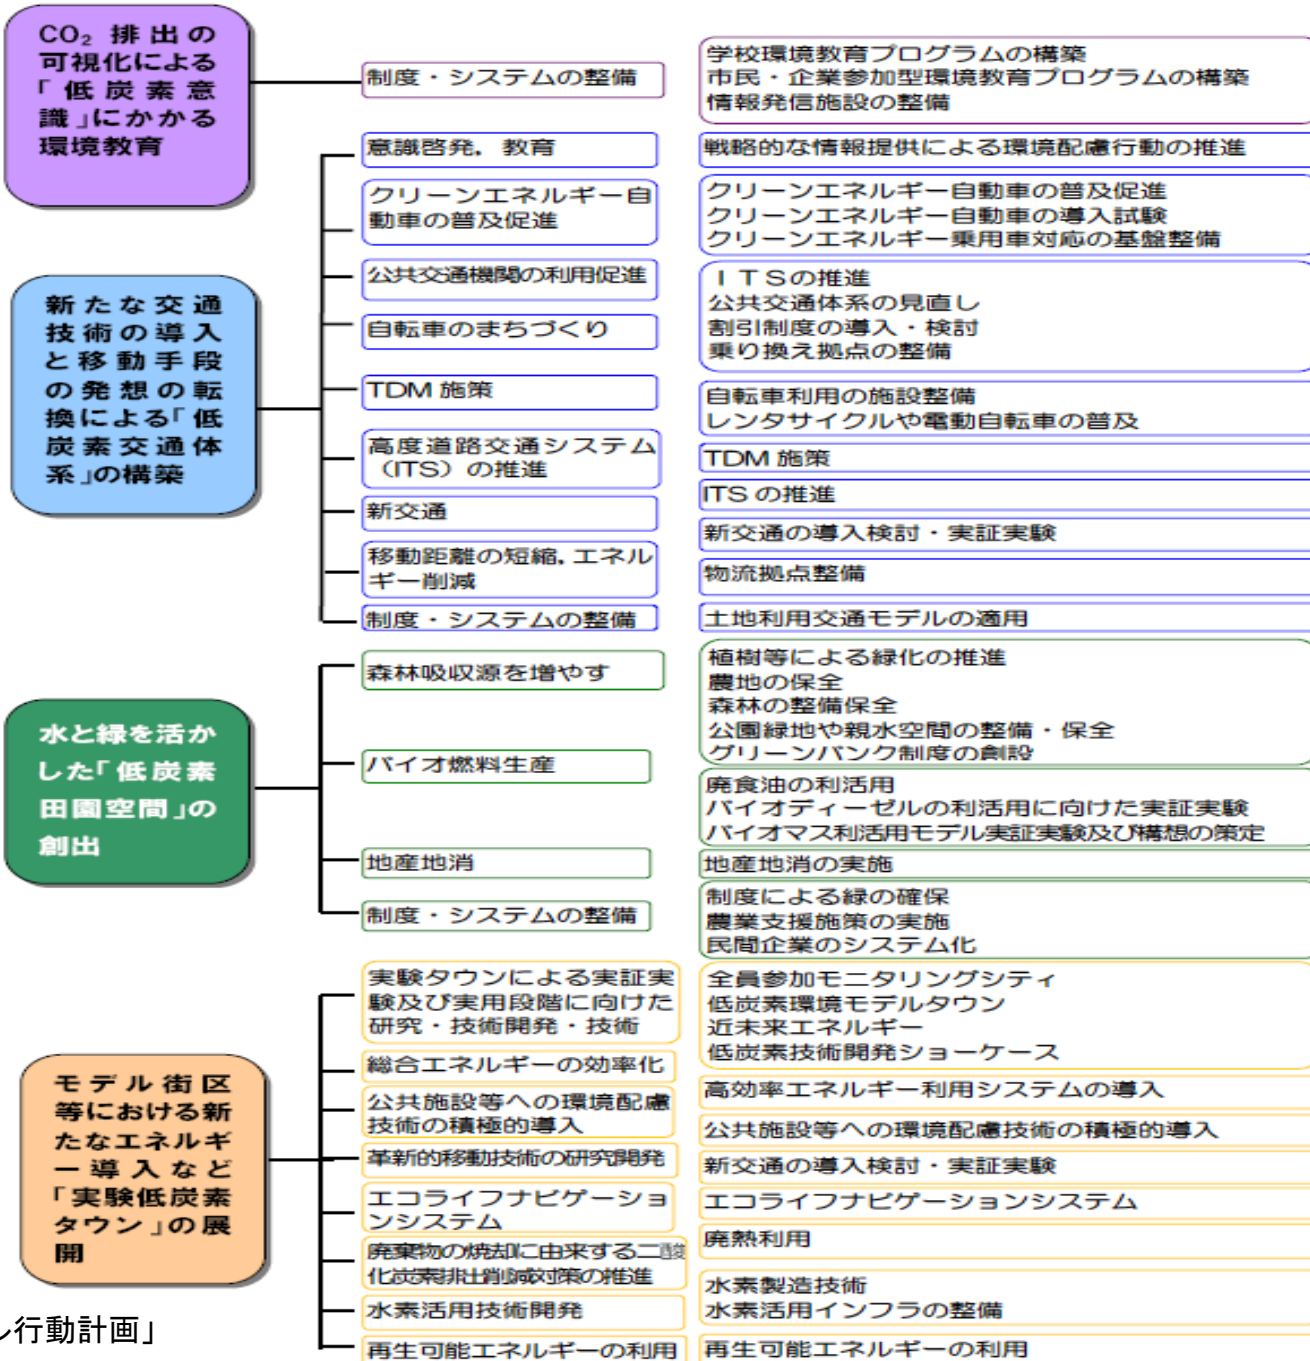 CO₂ 排出の
可視化による
「低炭素意
識」にかかる
環境教育
制度・システムの整備
学校環境教育プログラムの構築
市民・企業参加型環境教育プログラムの構築
情報発信施設の整備
新たな交通
技術の導入
と移動手段
の発想の転
換による「低
炭素交通体
系」の構築
意識啓発，教育
戦略的な情報提供による環境配慮行動の推進
クリーンエネルギー自
動車の普及促進
クリーンエネルギー自動車の普及促進
クリーンエネルギー自動車の導入試験
クリーンエネルギー乗用車対応の基盤整備
公共交通機関の利用促進
ＩＴＳの推進
公共交通体系の見直し
割引制度の導入・検討
乗り換え拠点の整備
自転車のまちづくり
自転車利用の施設整備
レンタサイクルや電動自転車の普及
TDM 施策
TDM 施策
高度道路交通システム
（ITS）の推進
ITS の推進
新交通
新交通の導入検討・実証実験
移動距離の短縮，エネル
ギー削減
物流拠点整備
制度・システムの整備
土地利用交通モデルの適用
水と緑を活か
した「低炭素
田園空間」の
創出
森林吸収源を増やす
植樹等による緑化の推進
農地の保全
森林の整備保全
公園緑地や親水空間の整備・保全
グリーンバンク制度の創設
バイオ燃料生産
廃食油の利活用
バイオディーゼルの利活用に向けた実証実験
バイオマス利活用モデル実証実験及び構想の策定
地産地消
地産地消の実施
制度・システムの整備
制度による緑の確保
農業支援施策の実施
民間企業のシステム化
モデル街区
等における新
たなエネルギ
ー導入など
「実験低炭素
タウン」の展
開
実験タウンによる実証実
験及び実用段階に向けた
研究・技術開発・技術
全員参加モニタリングシティ
低炭素環境モデルタウン
近未来エネルギー
低炭素技術開発ショーケース
総合エネルギーの効率化
高効率エネルギー利用システムの導入
公共施設等への環境配慮
技術の積極的導入
公共施設等への環境配慮技術の積極的導入
革新的移動技術の研究開発
新交通の導入検討・実証実験
エコライフナビゲーショ
ンシステム
エコライフナビゲーションシステム
廃棄物の焼却に由来する二酸
化炭素排出削減対策の推進
廃熱利用
水素活用技術開発
水素製造技術
水素活用インフラの整備
再生可能エネルギーの利用
再生可能エネルギーの利用
ル行動計画」